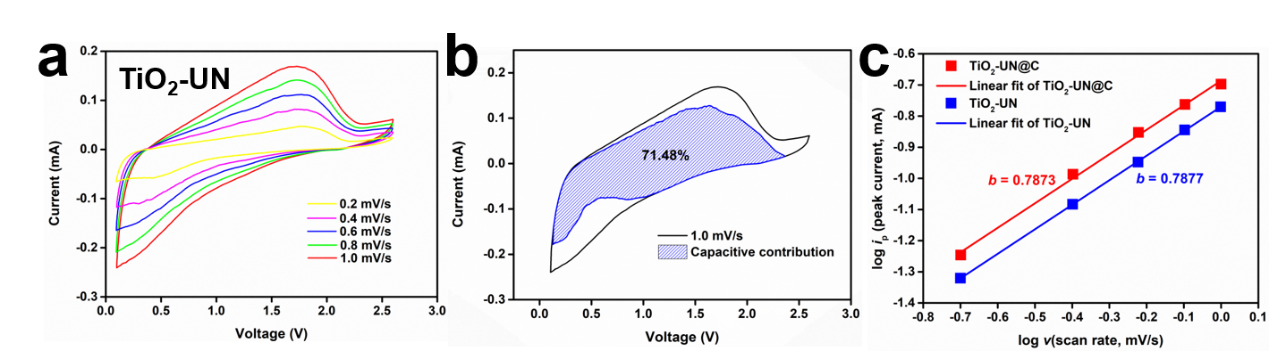 a
TiO2-UN
0.2
0.1
0.0
-0.1
-0.2
-0.3
Current (mA)
0.0 0.5 1.0 1.5 2.0 2.5 3.0
Voltage (V)
0.2 mV/s
0.4 mV/s
0.6 mV/s
0.8 mV/s
1.0 mV/s
b
0.2
0.1
0.0
-0.1
-0.2
-0.3
Current (mA)
71.48%
1.0 mV/s
Capacitive contribution
0.0 0.5 1.0 1.5 2.0 2.5 3.0
Voltage (V)
c
-0.6
-0.7
-0.8
-0.9
-1.0
-1.1
-1.2
-1.3
-1.4
log ip (peak current, mA)
TiO2-UN@C
Linear fit of TiO2-UN@C
TiO2-UN
Linear fit of TiO2-UN
b = 0.7873
b = 0.7877
-0.8 -0.7 -0.6 -0.5 -0.4 -0.3 -0.2 -0.1 0.0 0.1
log v(scan rate, mV/s)